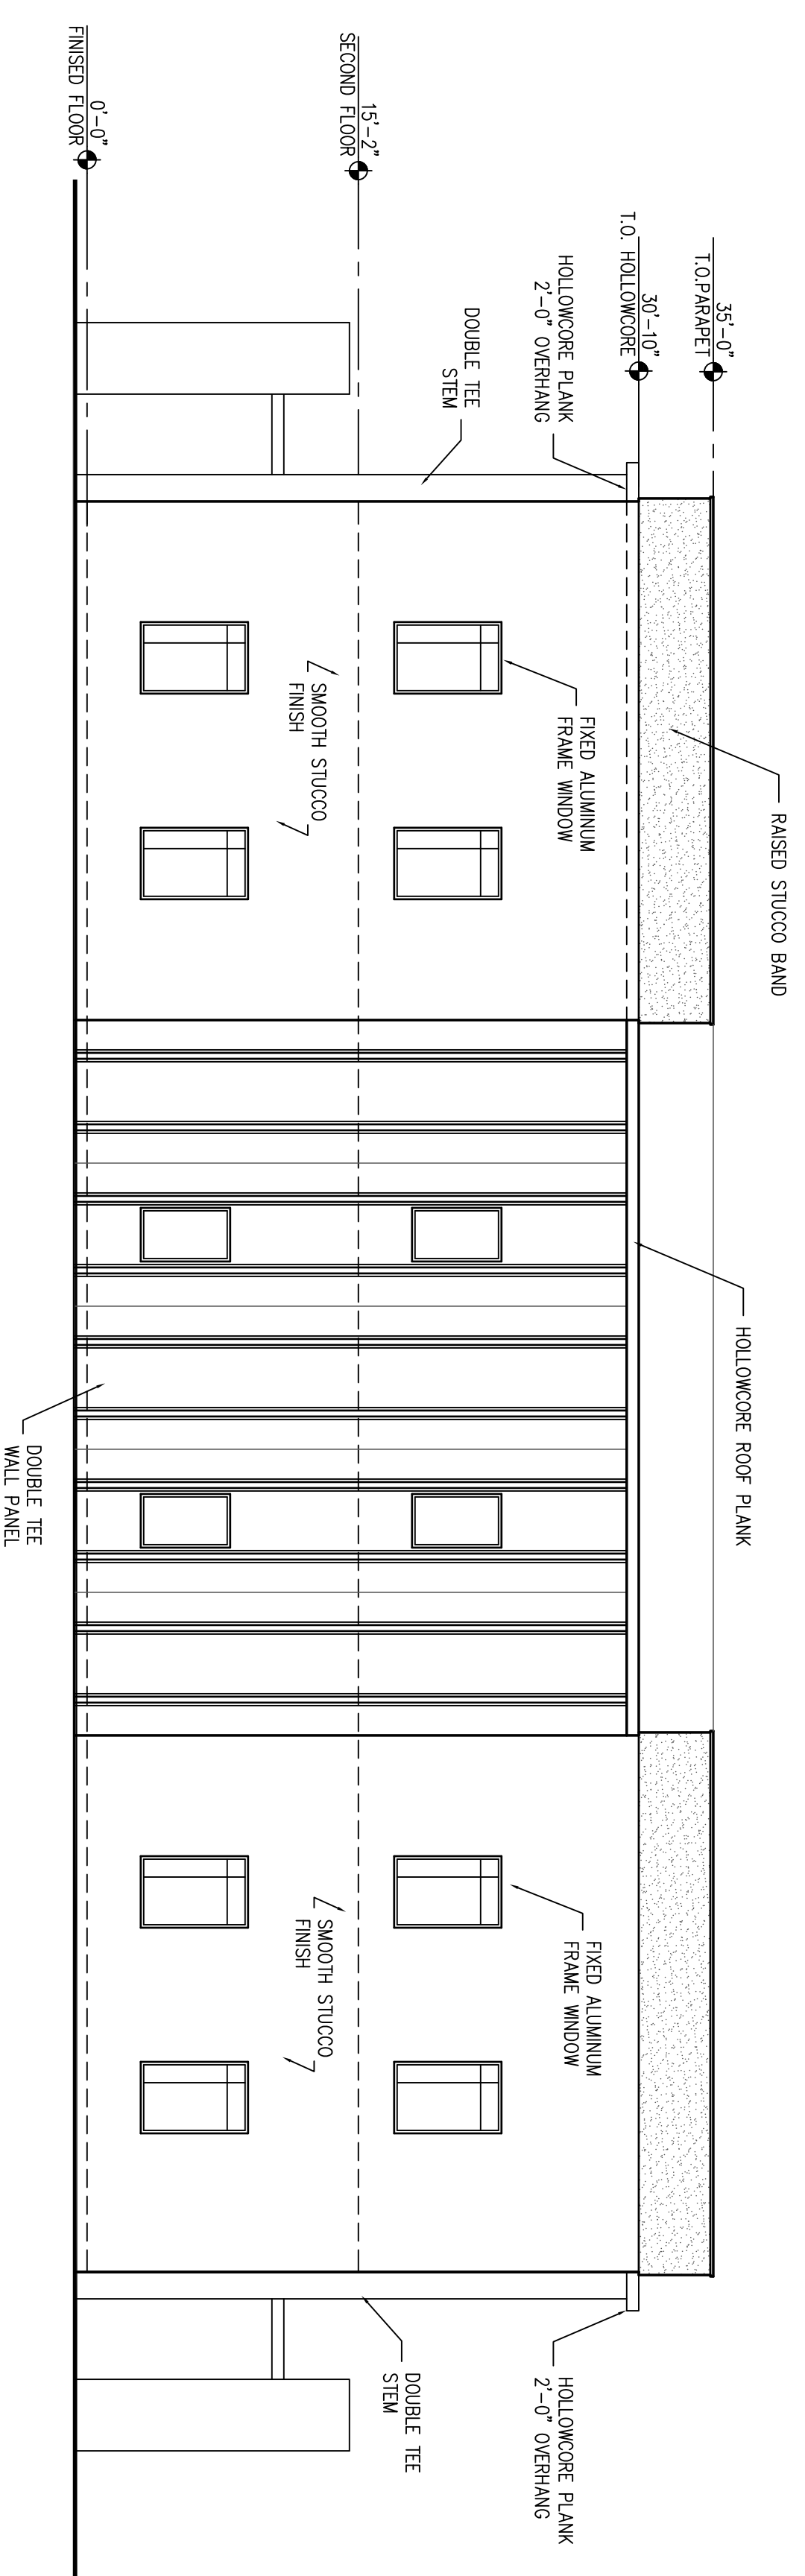 35'-0"
T.O.PARAPET
30'-10"
T.O. HOLLOWCORE
15'-2"
SECOND FLOOR
0'-0"
FINISED FLOOR
HOLLOWCORE PLANK
2'-0" OVERHANG
DOUBLE TEE
STEM
RAISED STUCCO BAND
FIXED ALUMINUM
FRAME WINDOW
SMOOTH STUCCO
FINISH
HOLLOWCORE ROOF PLANK
DOUBLE TEE
WALL PANEL
FIXED ALUMINUM
FRAME WINDOW
SMOOTH STUCCO
FINISH
HOLLOWCORE PLANK
2'-0" OVERHANG
DOUBLE TEE
STEM